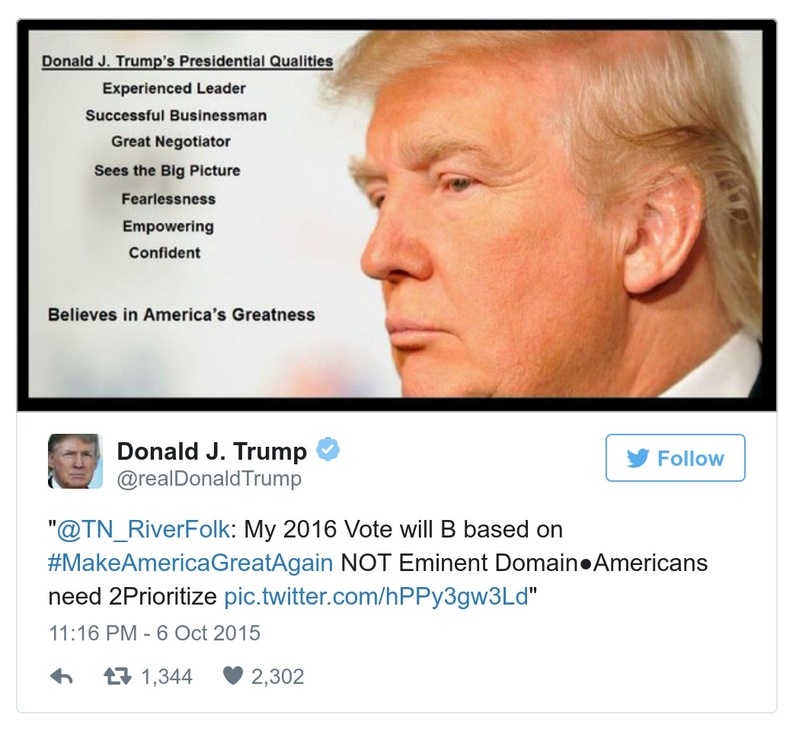 Donald J. Trump's Presidential Qualities
Experienced Leader
Successful Businessman
Great Negotiator
Sees the Big Picture
Fearlessness
Empowering
Confident
Believes in America's Greatness
Donald J. Trump
@realDonaldTrump
Follow
"@TN_RiverFolk: My 2016 Vote will B based on
#MakeAmericaGreatAgain NOT Eminent Domain●Americans
need 2Prioritize pic.twitter.com/hPPy3gw3Ld"
11:16 PM - 6 Oct 2015
1,344 2,302